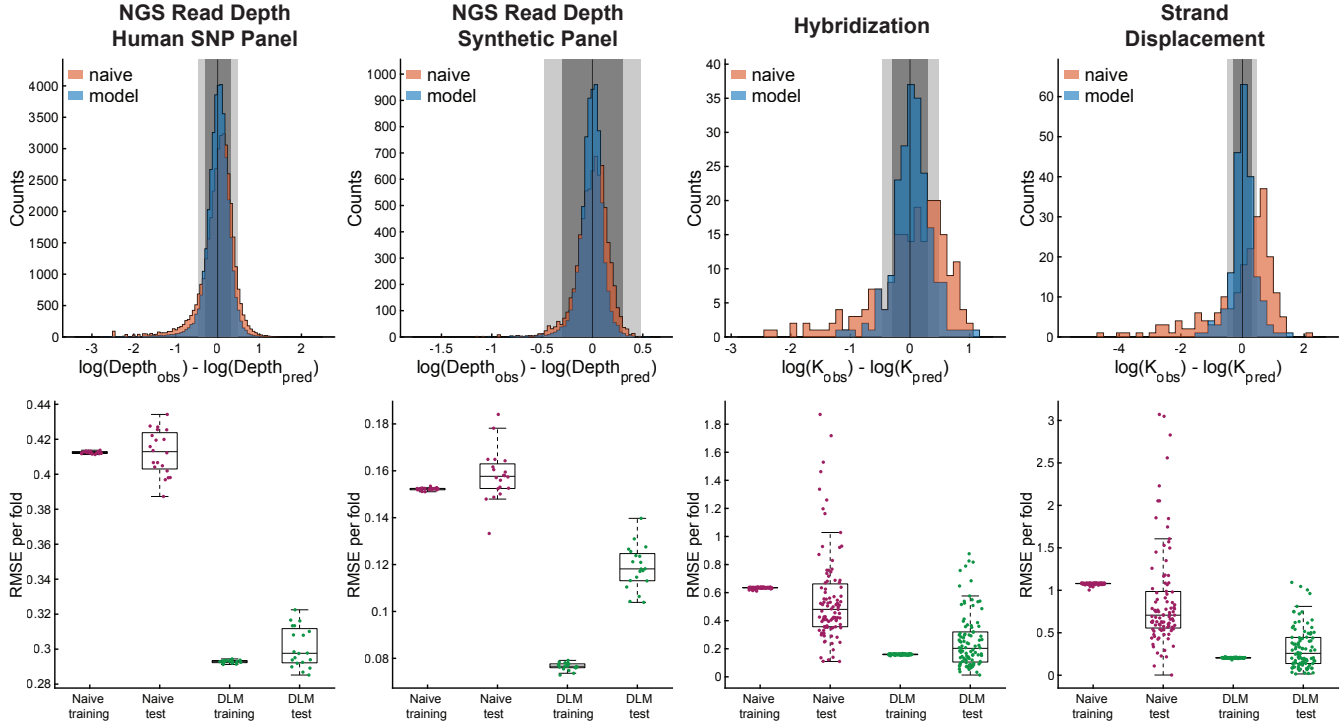 NGS Read Depth
Human SNP Panel
NGS Read Depth
Synthetic Panel
Hybridization
Strand
Displacement
naive
model
4000
3500
3000
2500
2000
1500
1000
500
0
Counts
-3 -2 -1 0 1 2
log(Depth_obs) - log(Depth_pred)
naive
model
1000
900
800
700
600
500
400
300
200
100
0
Counts
-1.5 -1 -0.5 0 0.5
log(Depth_obs) - log(Depth_pred)
naive
model
40
35
30
25
20
15
10
5
0
Counts
-3 -2 -1 0 1
log(K_obs) - log(K_pred)
naive
model
60
50
40
30
20
10
0
Counts
-4 -2 0 2
log(K_obs) - log(K_pred)
0.44
0.42
0.4
0.38
0.36
0.34
0.32
0.3
0.28
RMSE per fold
Naive training
Naive test
DLM training
DLM test
0.18
0.16
0.14
0.12
0.1
0.08
RMSE per fold
Naive training
Naive test
DLM training
DLM test
1.8
1.6
1.4
1.2
1
0.8
0.6
0.4
0.2
0
RMSE per fold
Naive training
Naive test
DLM training
DLM test
3
2.5
2
1.5
1
0.5
0
RMSE per fold
Naive training
Naive test
DLM training
DLM test